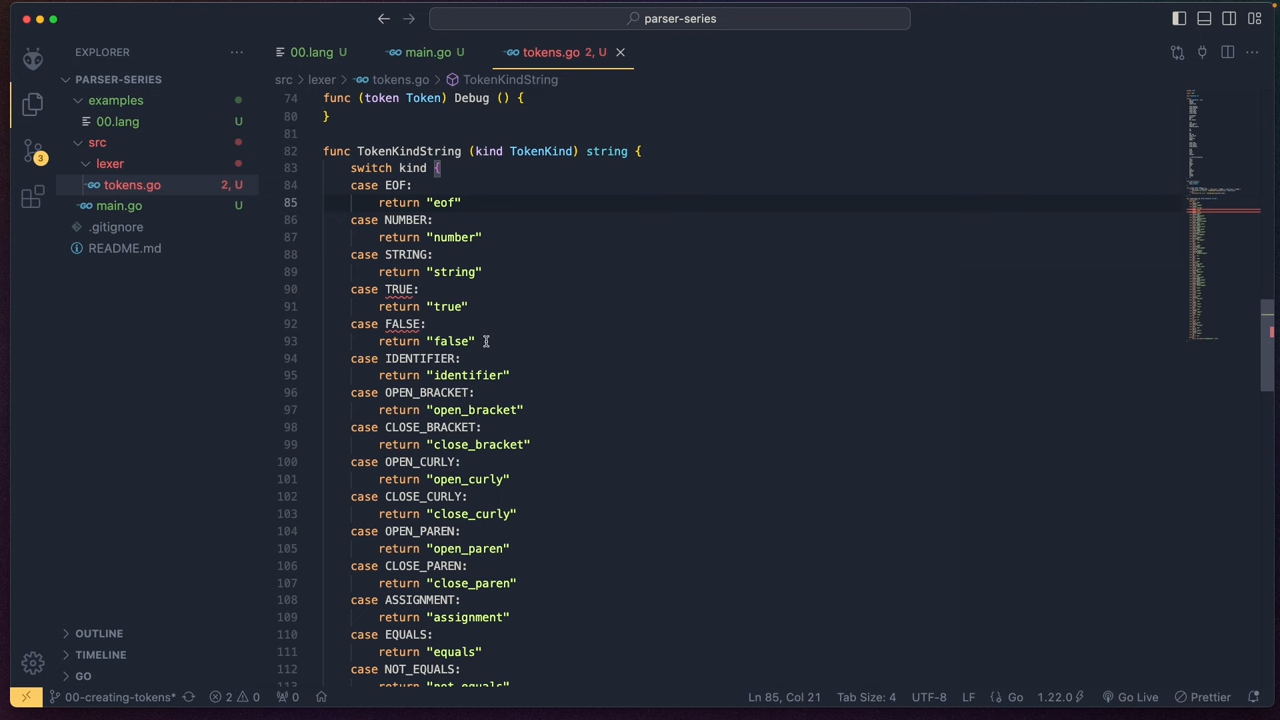 parser-series
EXPLORER
PARSER-SERIES
examples
00.lang U
src
lexer
tokens.go 2, U
main.go U
.gitignore
README.md
OUTLINE
TIMELINE
GO
00.lang U
main.go U
tokens.go 2, U
src > lexer > tokens.go > TokenKindString
74 func (token Token) Debug () {
80 }
81
82 func TokenKindString (kind TokenKind) string {
83 switch kind {
84 case EOF:
85 return "eof"
86 case NUMBER:
87 return "number"
88 case STRING:
89 return "string"
90 case TRUE:
91 return "true"
92 case FALSE:
93 return "false"
94 case IDENTIFIER:
95 return "identifier"
96 case OPEN_BRACKET:
97 return "open_bracket"
98 case CLOSE_BRACKET:
99 return "close_bracket"
100 case OPEN_CURLY:
101 return "open_curly"
102 case CLOSE_CURLY:
103 return "close_curly"
104 case OPEN_PAREN:
105 return "open_paren"
106 case CLOSE_PAREN:
107 return "close_paren"
108 case ASSIGNMENT:
109 return "assignment"
110 case EQUALS:
111 return "equals"
112 case NOT_EQUALS:
113 return "not_equals"
3
00-creating-tokens* 2 0 0 Ln 85, Col 21 Tab Size: 4 UTF-8 LF Go 1.22.0 Go Live Prettier